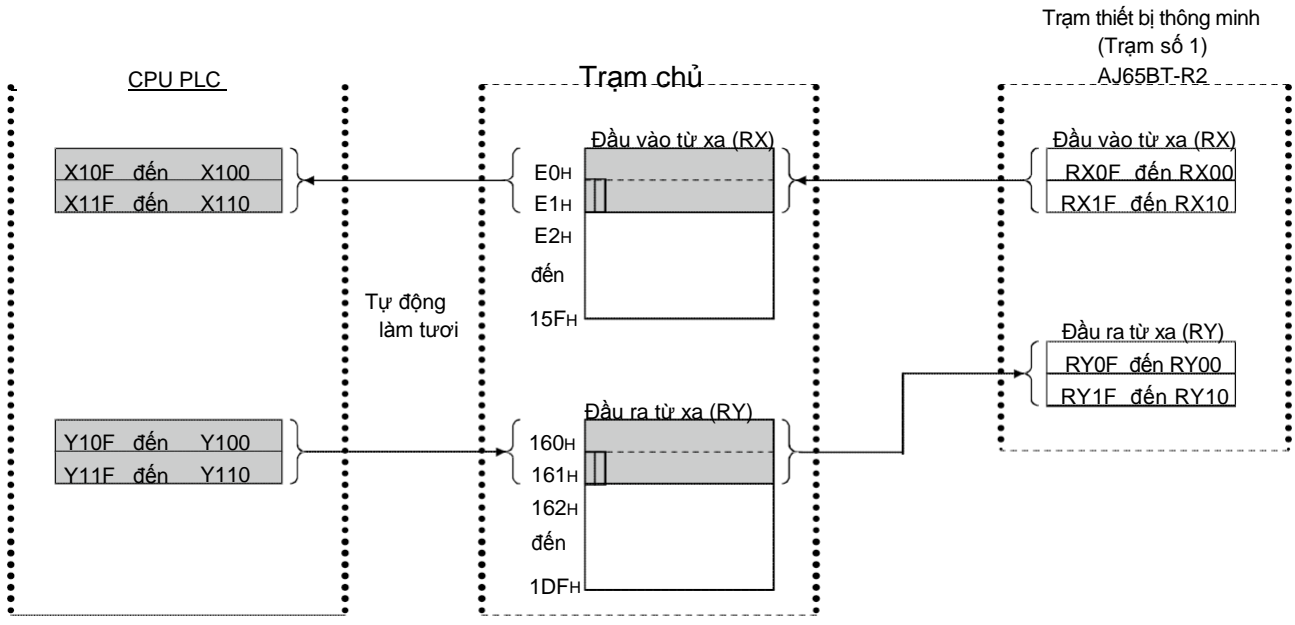 Trạm thiết bị thông minh
(Trạm số 1)
AJ65BT-R2
CPU PLC
Trạm chủ
Đầu vào từ xa (RX)
Đầu vào từ xa (RX)
X10F đến X100
X11F đến X110
E0H
E1H
E2H
đến
15FH
RX0F đến RX00
RX1F đến RX10
Tự động
làm tươi
Đầu ra từ xa (RY)
RY0F đến RY00
RY1F đến RY10
Đầu ra từ xa (RY)
Y10F đến Y100
Y11F đến Y110
160H
161H
162H
đến
1DFH